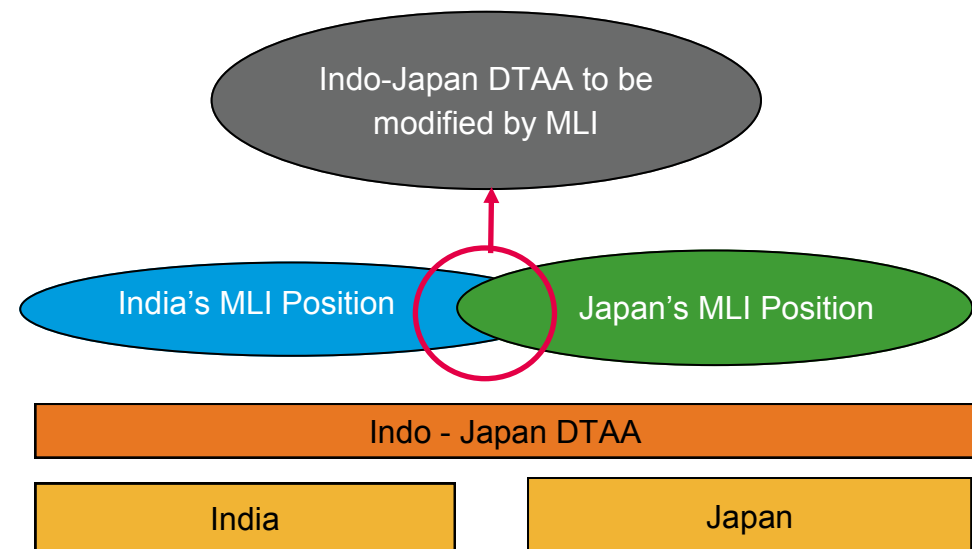 Indo-Japan DTAA to be
modified by MLI
India’s MLI Position
Japan’s MLI Position
Indo - Japan DTAA
India
Japan